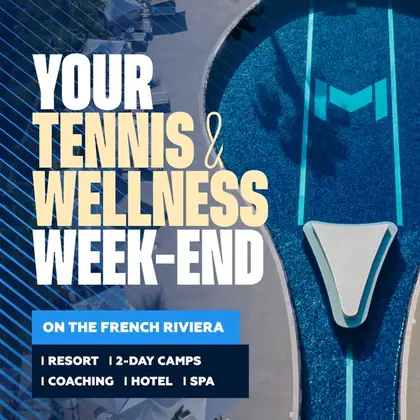 YOUR
TENNIS &
WELLNESS
WEEK-END
ON THE FRENCH RIVIERA
| RESORT | 2-DAY CAMPS
| COACHING | HOTEL | SPA